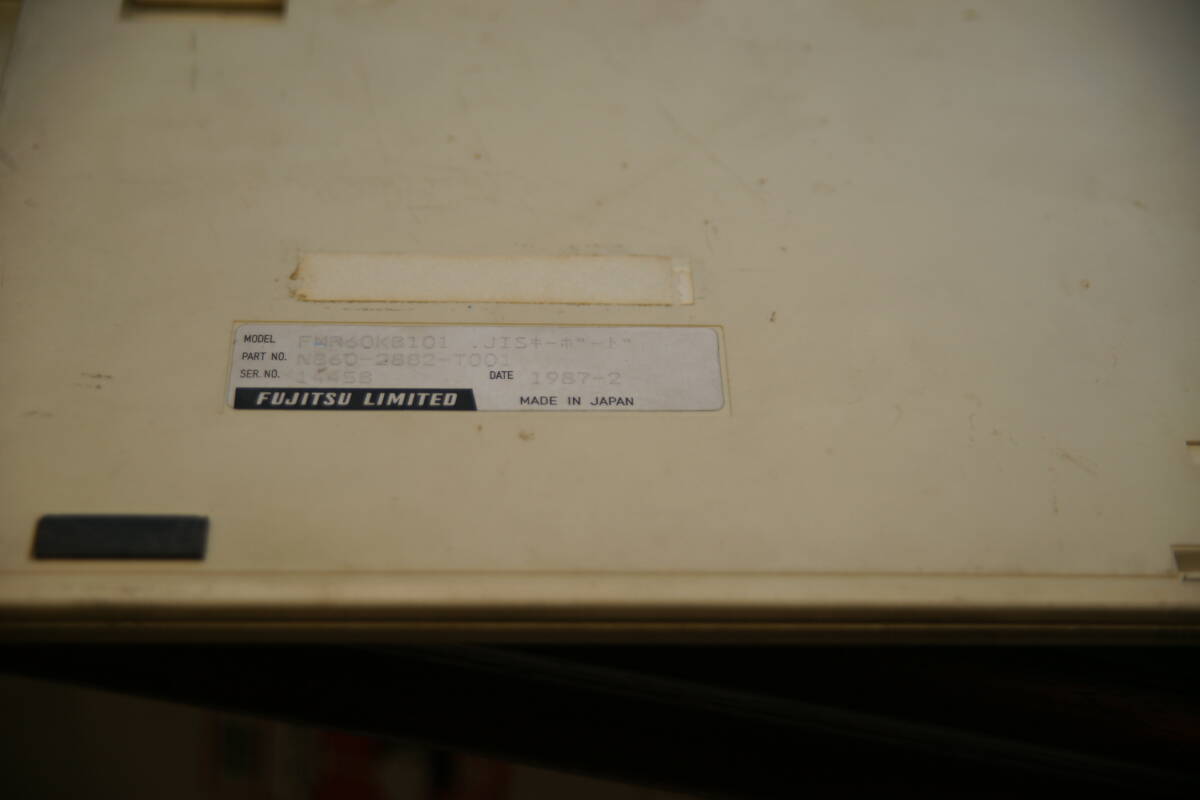 MODEL FMR60KB101 .JISキーボード
PART NO. N860-2882-T001
SER. NO. 14458 DATE 1987-2
FUJITSU LIMITED MADE IN JAPAN